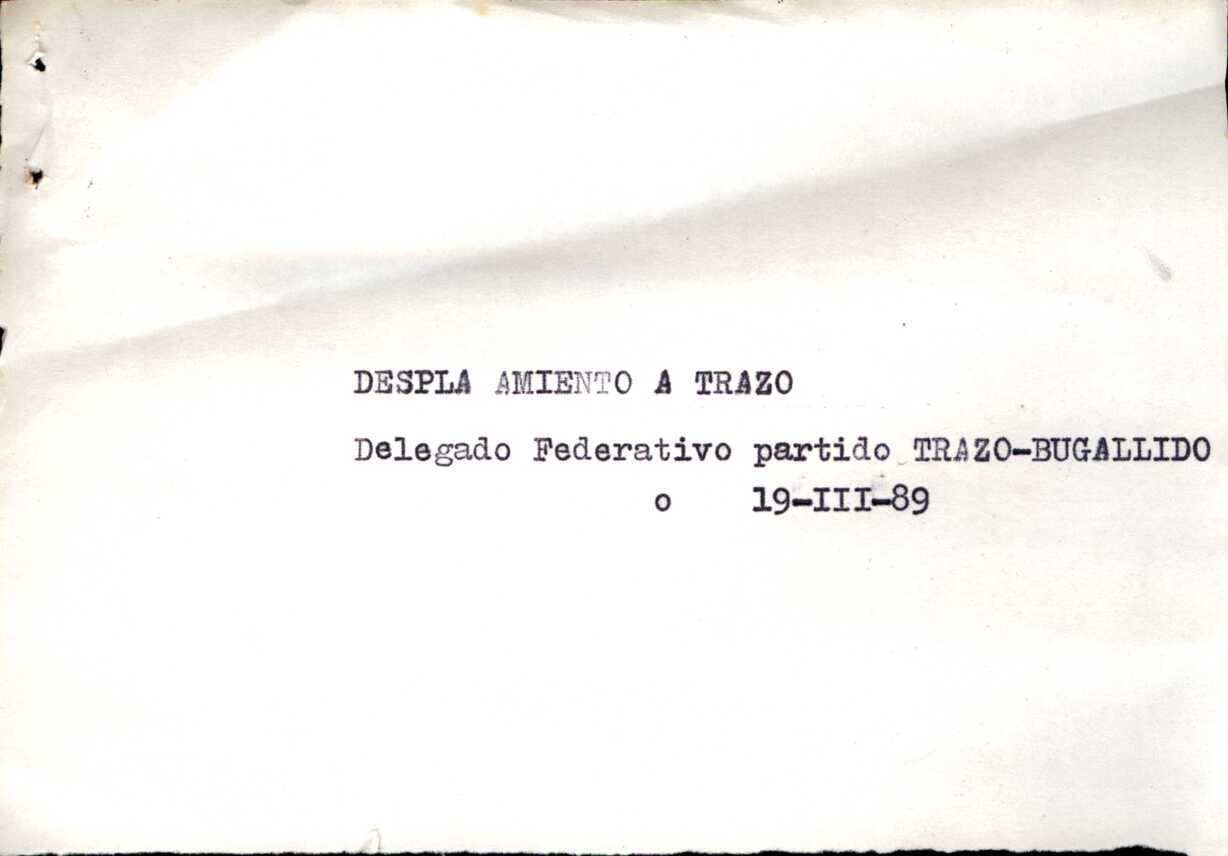 DESPLA AMIENTO A TRAZO
Delegado Federativo partido TRAZO-BUGALLIDO
o 19-III-89